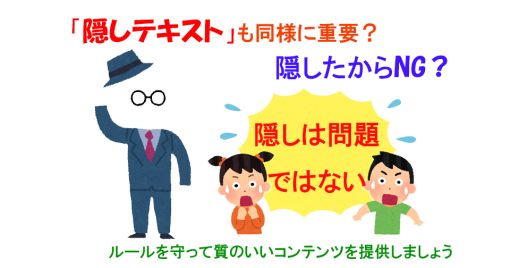 「隠しテキスト」も同様に重要？
隠したからNG？
隠しは問題
ではない
ルールを守って質のいいコンテンツを提供しましょう